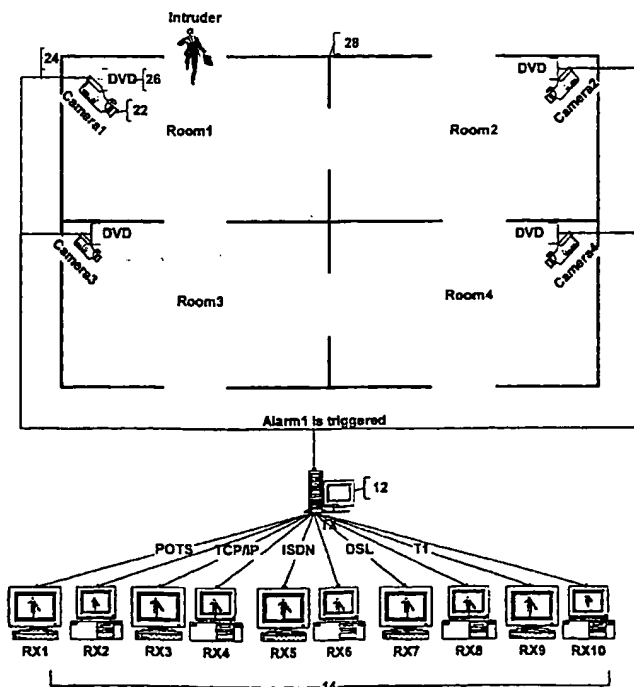 Intruder
24
28
DVD
26
22
Camera1
Room1
DVD
Camera2
Room2
DVD
Camera3
Room3
DVD
Camera4
Room4
Alarm1 is triggered
12
TX
POTS
TCP/IP
ISDN
DSL
T1
RX1 RX2 RX3 RX4 RX5 RX6 RX7 RX8 RX9 RX10
14